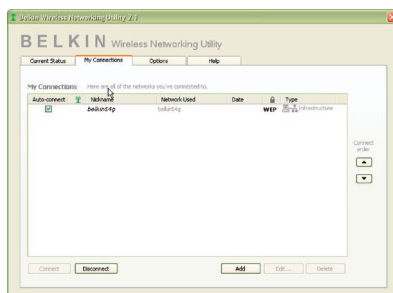 Belkin Wireless Networking Utility 2.1
BELKIN Wireless Networking Utility
Current Status My Connections Options Help
My Connections Here are all of the networks you've connected to.
Auto-connect Nickname Network Used Date Type
belkin54g belkin54g WEP Infrastructure
Connect order
Connect Disconnect Add Edit... Delete